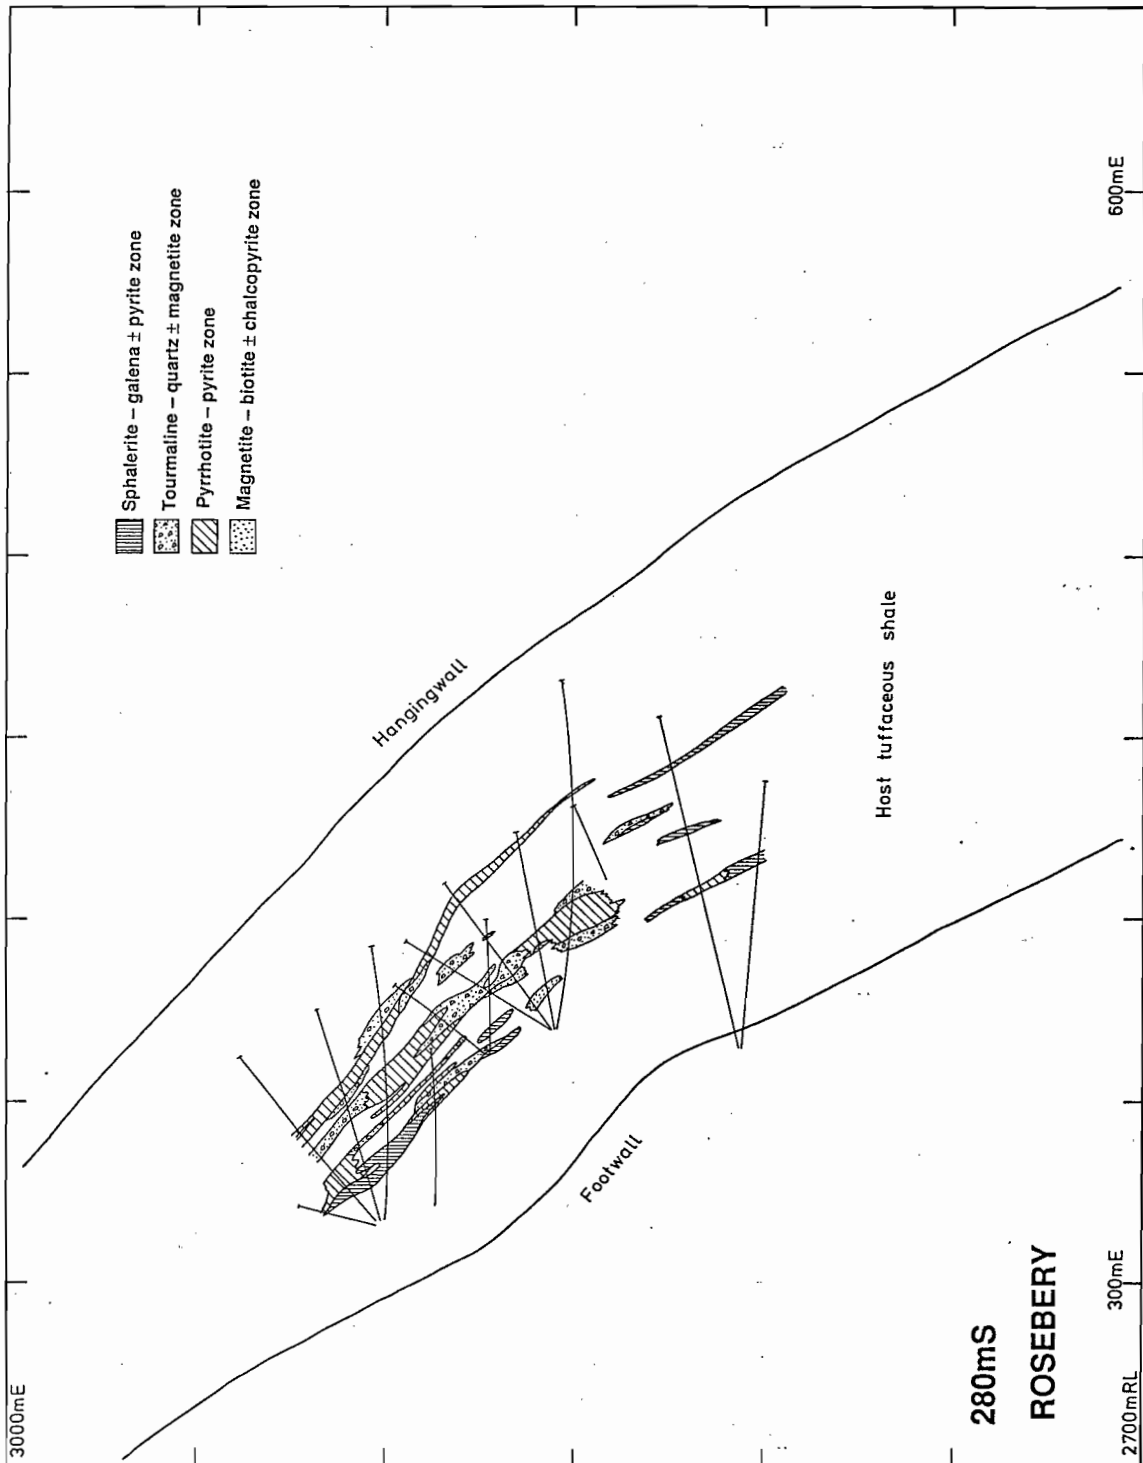 3000mE
Sphalerite – galena ± pyrite zone
Tourmaline – quartz ± magnetite zone
Pyrrhotite – pyrite zone
Magnetite – biotite ± chalcopyrite zone
Hangingwall
Footwall
Host tuffaceous shale
280mS
ROSEBERY
2700mRL
300mE
600mE